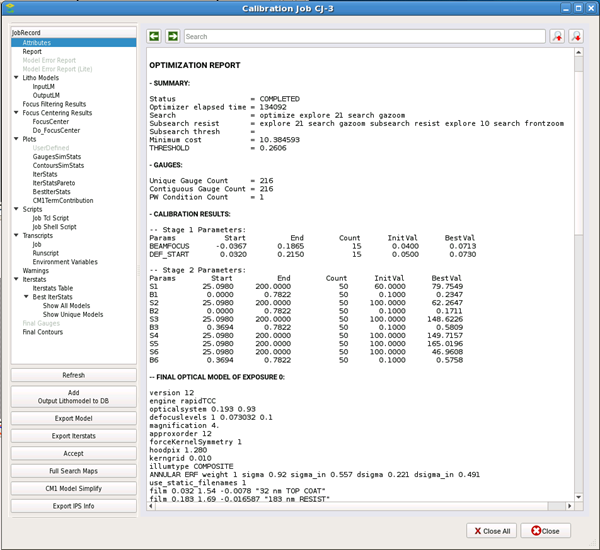 Calibration Job CJ-3
JobRecord
Attributes
Report
Model Error Report
Model Error Report (Lite)
Litho Models
InputLM
OutputLM
Focus Filtering Results
Focus Centering Results
FocusCenter
Do_FocusCenter
Plots
UserDefined
GaugesSimStats
ContoursSimStats
IterStats
IterStatsPareto
BestIterStats
CM1TermContribution
Scripts
Job Tcl Script
Job Shell Script
Transcripts
Job
Runscript
Environment Variables
Warnings
Iterstats
Iterstats Table
Best IterStats
Show All Models
Show Unique Models
Final Gauges
Final Contours
Refresh
Add
Output Lithomodel to DB
Export Model
Export Iterstats
Accept
Full Search Maps
CM1 Model Simplify
Export IPS Info
Search
OPTIMIZATION REPORT
- SUMMARY:
Status = COMPLETED
Optimizer elapsed time = 134092
Search = optimize explore 21 search gazoom
Subsearch resist = explore 21 search gazoom subsearch resist explore 10 search frontzoom
Subsearch thresh =
Minimum cost = 10.384593
THRESHOLD = 0.2606
- GAUGES:
Unique Gauge Count = 216
Contiguous Gauge Count = 216
PW Condition Count = 1
- CALIBRATION RESULTS:
-- Stage 1 Parameters:
Params Start End Count InitVal BestVal
BEAMFOCUS -0.0367 0.1865 15 0.0400 0.0713
DEF_START 0.0320 0.2150 15 0.0500 0.0730
-- Stage 2 Parameters:
Params Start End Count InitVal BestVal
S1 25.0980 200.0000 50 60.0000 79.7549
B1 0.0000 0.7822 50 0.1000 0.2347
S2 25.0980 200.0000 50 100.0000 62.2647
B2 0.0000 0.7822 50 0.1000 0.1711
S3 25.0980 200.0000 50 100.0000 148.6226
B3 0.3694 0.7822 50 0.1000 0.5809
S4 25.0980 200.0000 50 100.0000 149.7157
S5 25.0980 200.0000 50 100.0000 165.0196
S6 25.0980 200.0000 50 100.0000 46.9608
B6 0.3694 0.7822 50 0.1000 0.5758
-- FINAL OPTICAL MODEL OF EXPOSURE 0:
version 12
engine rapidTCC
opticalsystem 0.193 0.93
defocuslevels 1 0.073032 0.1
magnification 4.
approxorder 12
forceKernelSymmetry 1
hoodpix 1.280
kerngrid 0.010
illumtype COMPOSITE
ANNULAR ERF weight 1 sigma 0.92 sigma_in 0.557 dsigma 0.221 dsigma_in 0.491
use_static_filenames 1
film 0.032 1.54 -0.0078 "32 nm TOP COAT"
film 0.183 1.69 -0.016587 "183 nm RESIST"
Close All
Close